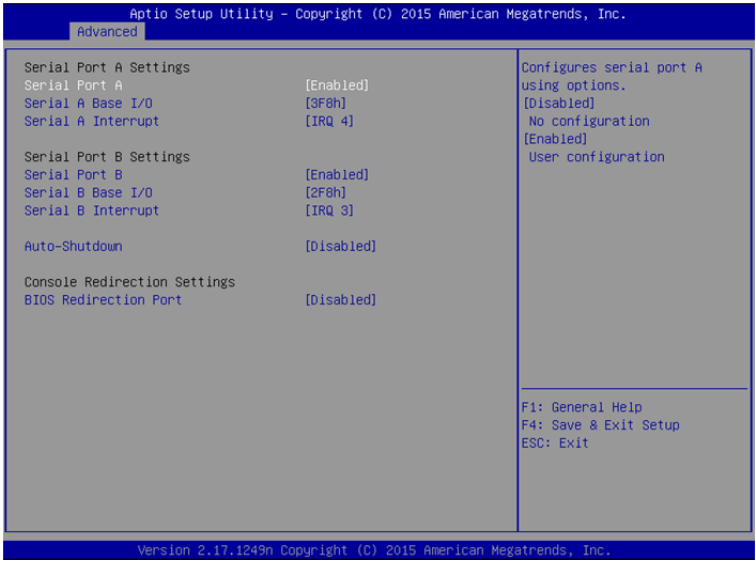 Aptio Setup Utility – Copyright (C) 2015 American Megatrends, Inc.
Advanced
Serial Port A Settings
Serial Port A [Enabled]
Serial A Base I/O [3F8h]
Serial A Interrupt [IRQ 4]
Serial Port B Settings
Serial Port B [Enabled]
Serial B Base I/O [2F8h]
Serial B Interrupt [IRQ 3]
Auto-Shutdown [Disabled]
Console Redirection Settings
BIOS Redirection Port [Disabled]
Configures serial port A
using options.
[Disabled]
No configuration
[Enabled]
User configuration
F1: General Help
F4: Save & Exit Setup
ESC: Exit
Version 2.17.1249n Copyright (C) 2015 American Megatrends, Inc.